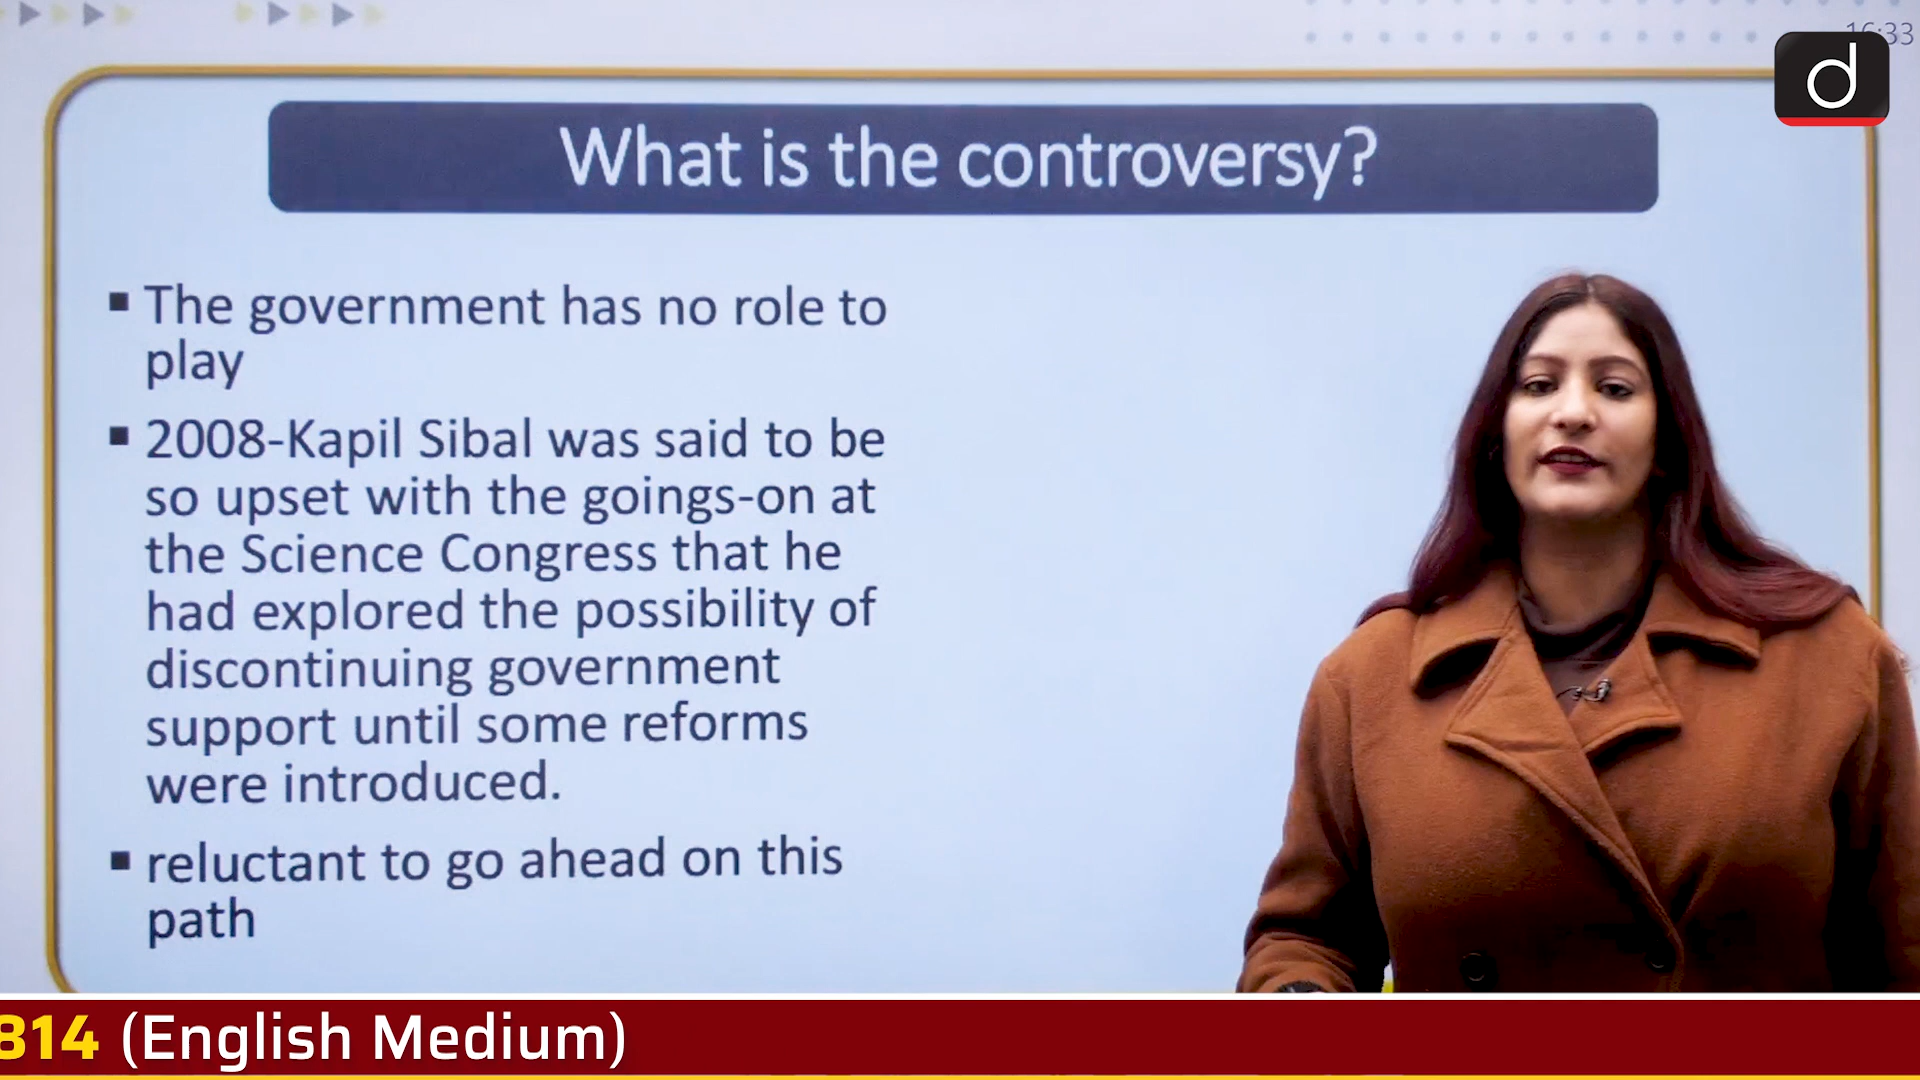 16:33
d
What is the controversy?
▪ The government has no role to
play
▪ 2008-Kapil Sibal was said to be
so upset with the goings-on at
the Science Congress that he
had explored the possibility of
discontinuing government
support until some reforms
were introduced.
▪ reluctant to go ahead on this
path
814 (English Medium)